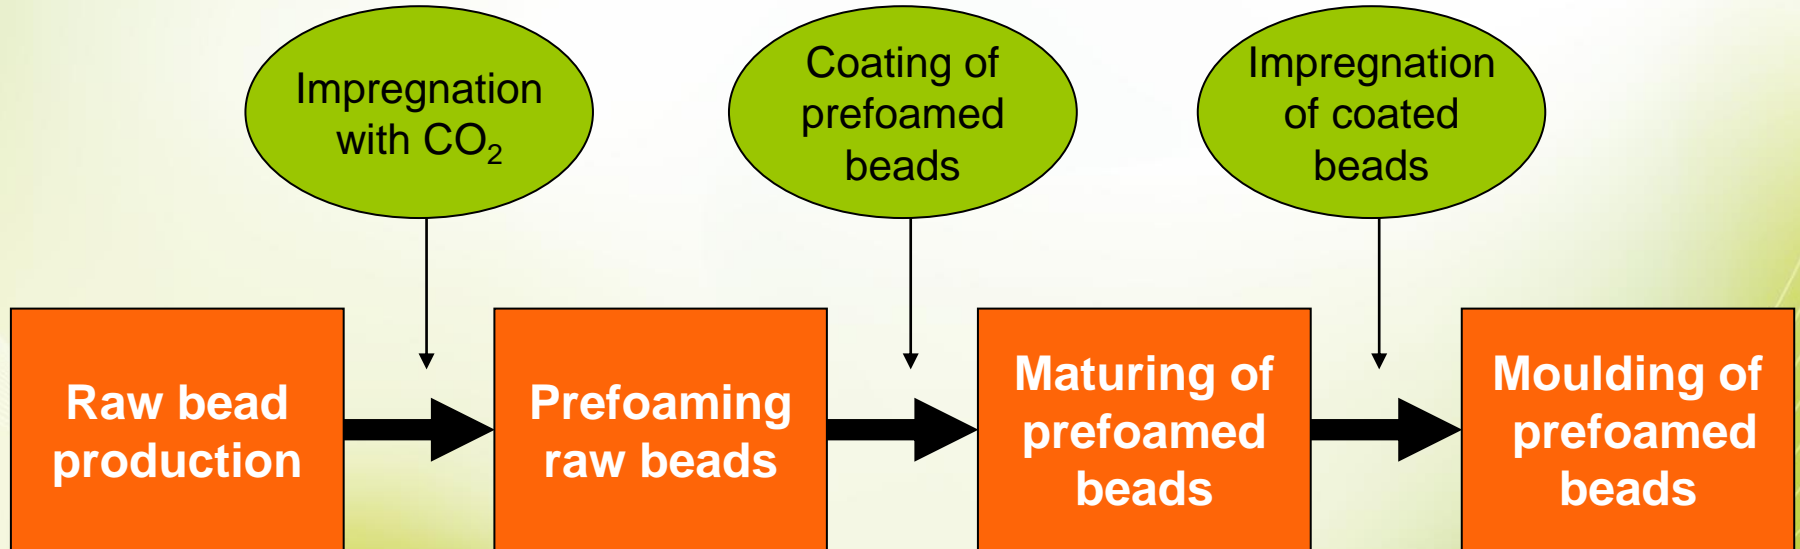 Impregnation
with CO₂
Coating of
prefoamed
beads
Impregnation
of coated
beads
Raw bead
production
Prefoaming
raw beads
Maturing of
prefoamed
beads
Moulding of
prefoamed
beads